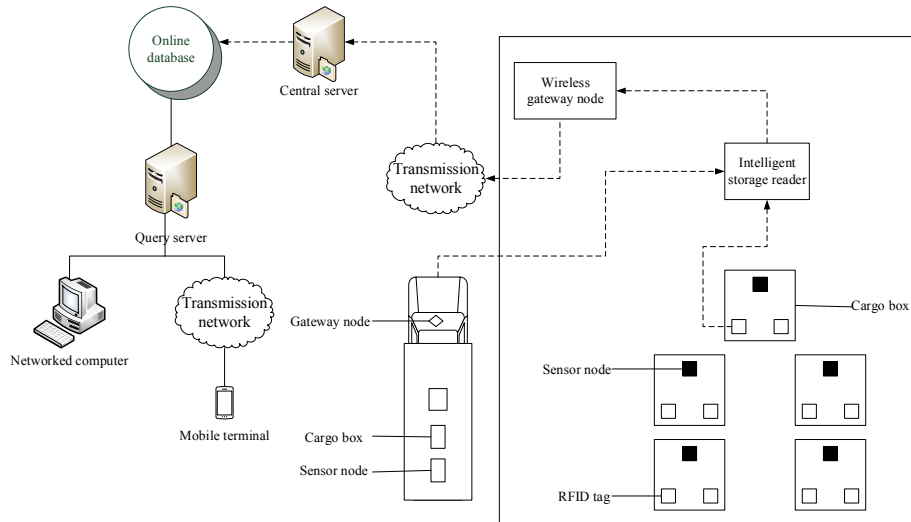 Online
database
Central server
Wireless
gateway node
Transmission
network
Intelligent
storage reader
Query server
Transmission
network
Networked computer
Mobile terminal
Gateway node
Cargo box
Sensor node
Cargo box
Sensor node
RFID tag